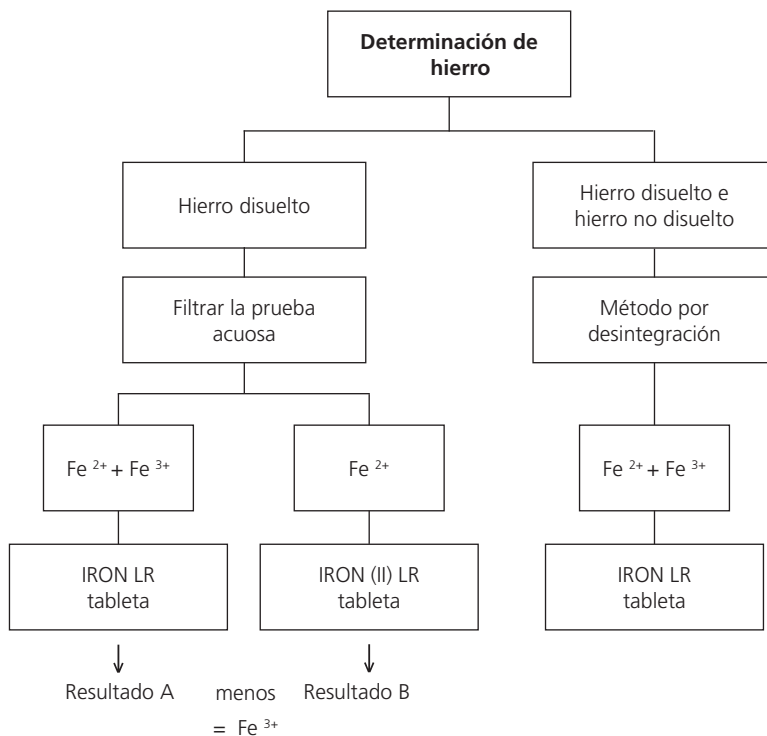 Determinación de
hierro
Hierro disuelto
Hierro disuelto e
hierro no disuelto
Filtrar la prueba
acuosa
Método por
desintegración
Fe 2+ + Fe 3+
Fe 2+
Fe 2+ + Fe 3+
IRON LR
tableta
IRON (II) LR
tableta
IRON LR
tableta
Resultado A menos Resultado B
= Fe 3+